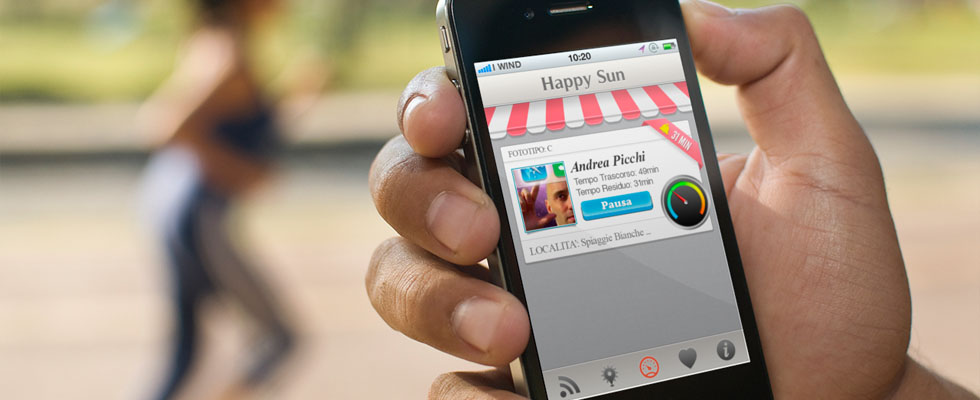 WIND 10:20
Happy Sun
FOTOTIPO: C
31 MIN
Andrea Picchi
Tempo Trascorso: 49min
Tempo Residuo: 31min
Pausa
LOCALITA': Spiaggie Bianche ..